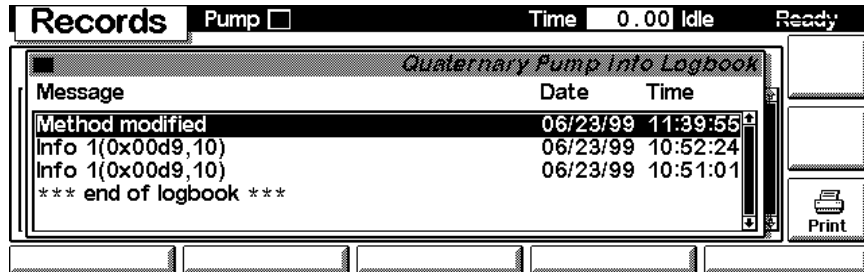 Records Pump Time 0.00 Idle Ready
Quaternary Pump Info Logbook
Message Date Time
Method modified 06/23/99 11:39:55
Info 1(0x00d9,10) 06/23/99 10:52:24
Info 1(0x00d9,10) 06/23/99 10:51:01
*** end of logbook ***
Print